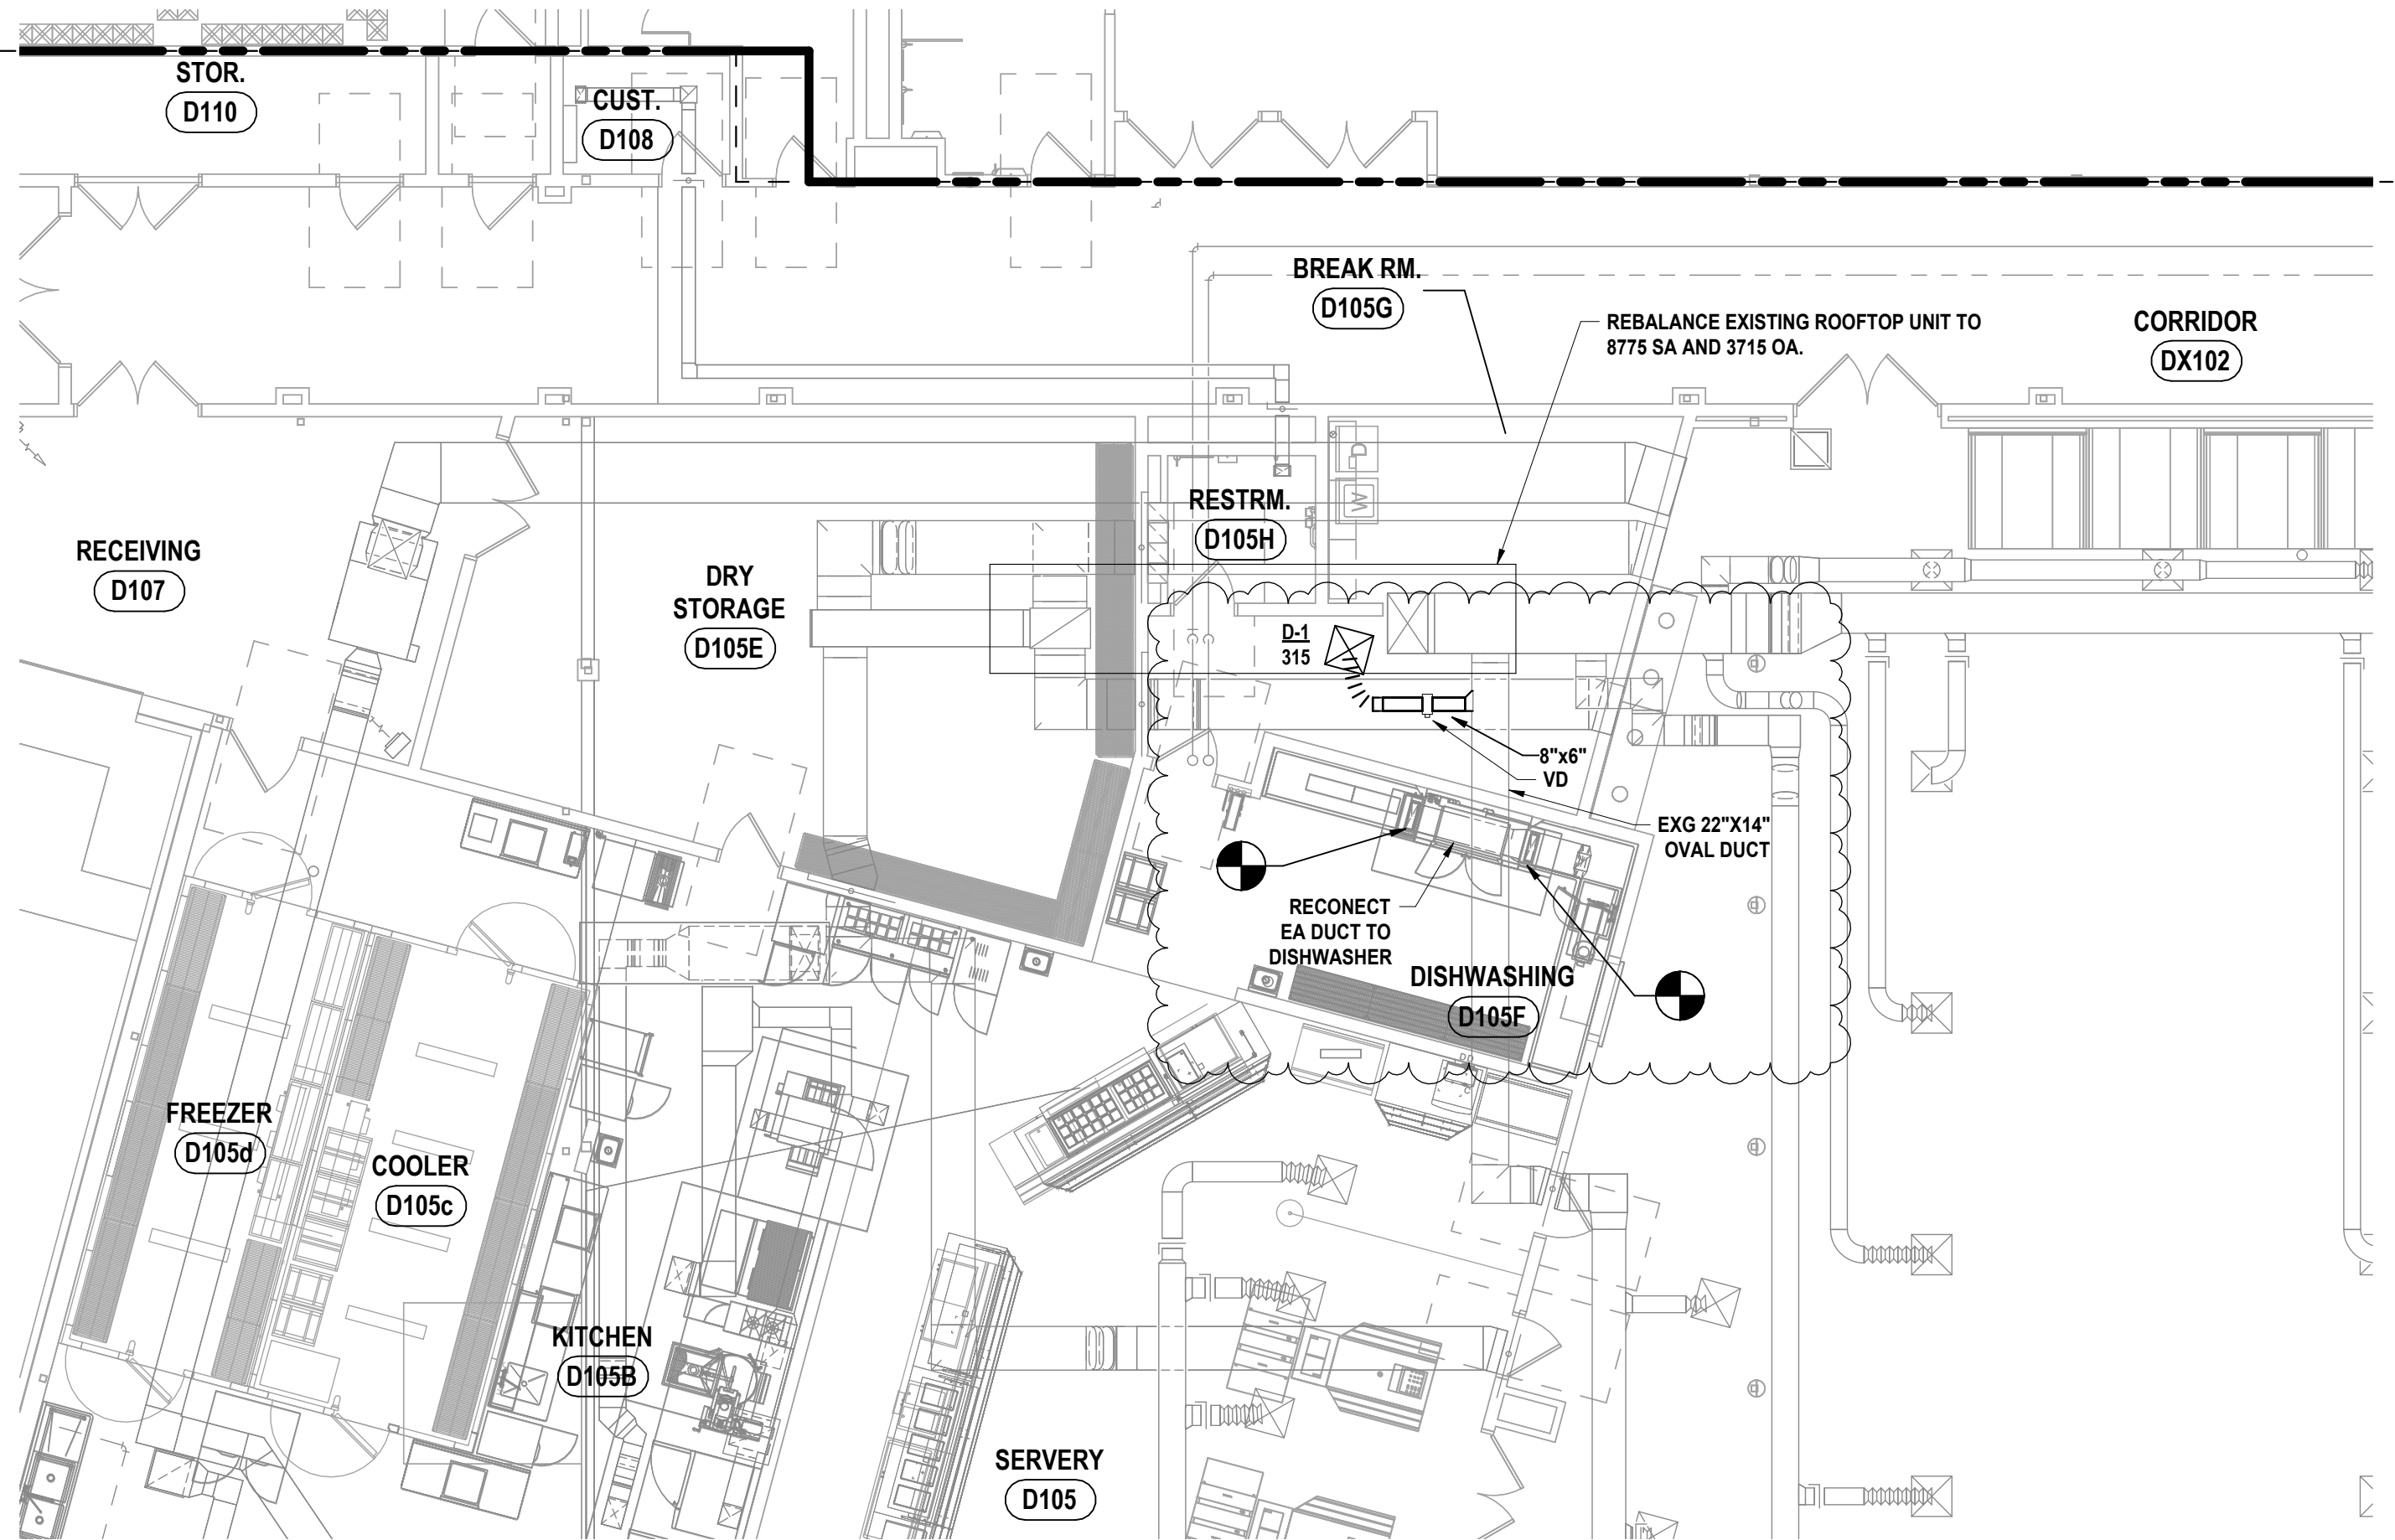 STOR.
D110
CUST.
D108
BREAK RM.
D105G
REBALANCE EXISTING ROOFTOP UNIT TO
8775 SA AND 3715 OA.
CORRIDOR
DX102
RECEIVING
D107
DRY
STORAGE
D105E
RESTRM.
D105H
D
W
D-1
315
8"x6"
VD
EXG 22"X14"
OVAL DUCT
RECONECT
EA DUCT TO
DISHWASHER
DISHWASHING
D105F
FREEZER
D105d
COOLER
D105c
KITCHEN
D105B
SERVERY
D105